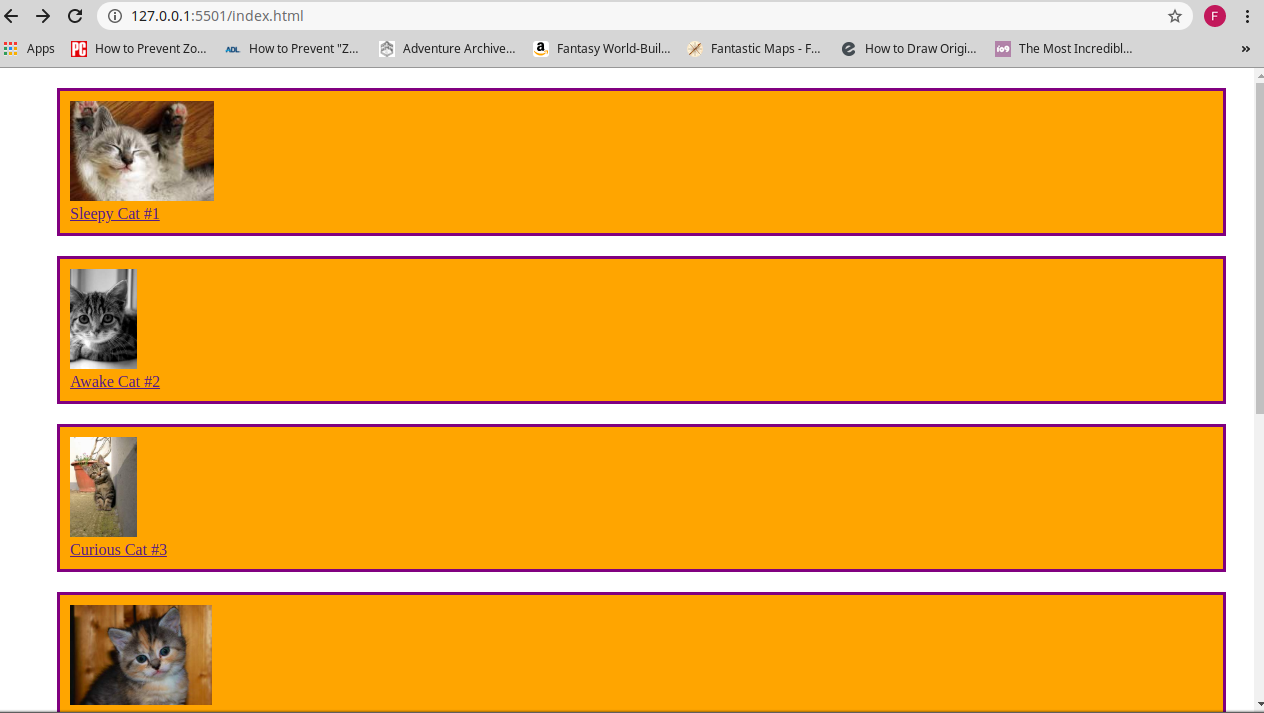 127.0.0.1:5501/index.html
F
Apps
PC How to Prevent Zo...
ADL How to Prevent "Z...
Adventure Archive...
a Fantasy World-Buil...
Fantastic Maps - F...
How to Draw Origi...
io9 The Most Incredibl...
»
Sleepy Cat #1
Awake Cat #2
Curious Cat #3